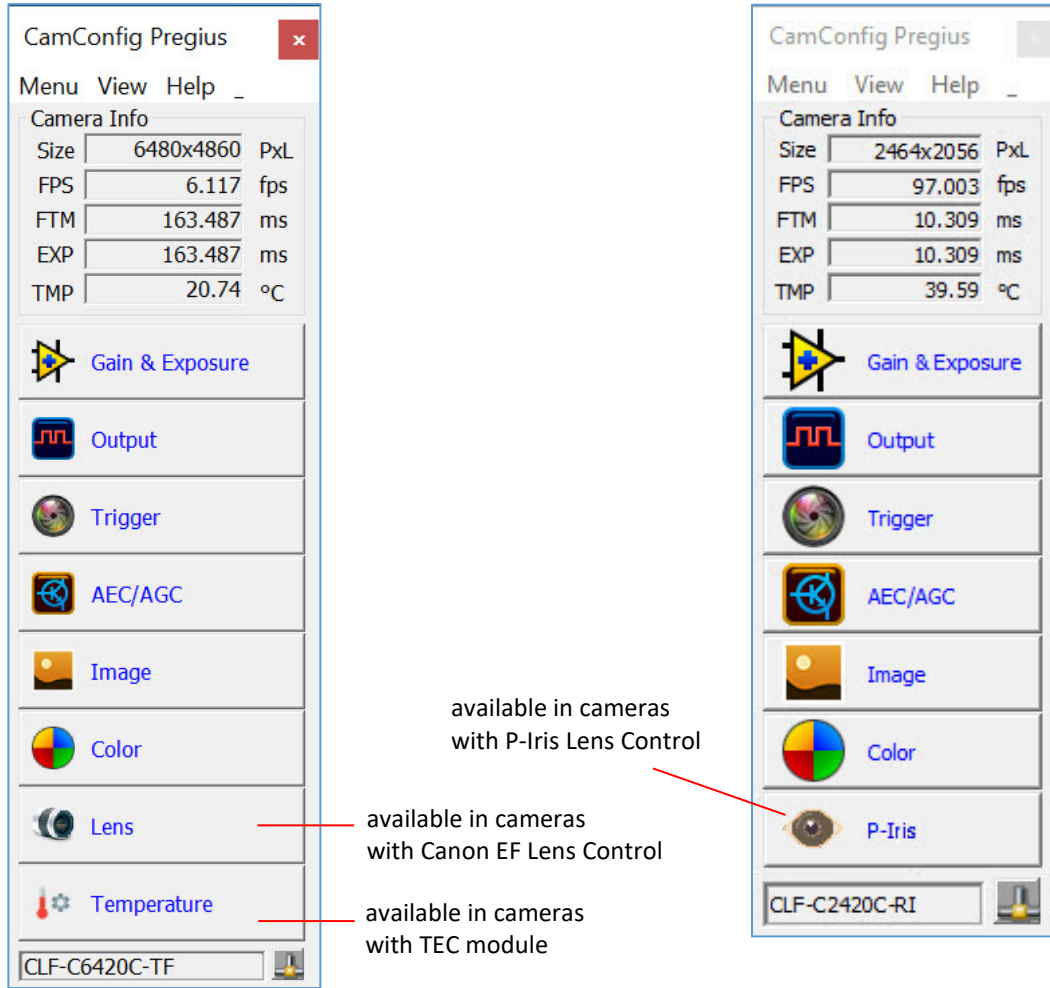 CamConfig Pregius
x
Menu View Help _
Camera Info
Size 6480x4860 PxL
FPS 6.117 fps
FTM 163.487 ms
EXP 163.487 ms
TMP 20.74 ºC
Gain & Exposure
Output
Trigger
AEC/AGC
Image
Color
Lens
Temperature
CLF-C6420C-TF
available in cameras
with P-Iris Lens Control
available in cameras
with Canon EF Lens Control
available in cameras
with TEC module
CamConfig Pregius
x
Menu View Help _
Camera Info
Size 2464x2056 PxL
FPS 97.003 fps
FTM 10.309 ms
EXP 10.309 ms
TMP 39.59 ºC
Gain & Exposure
Output
Trigger
AEC/AGC
Image
Color
P-Iris
CLF-C2420C-RI